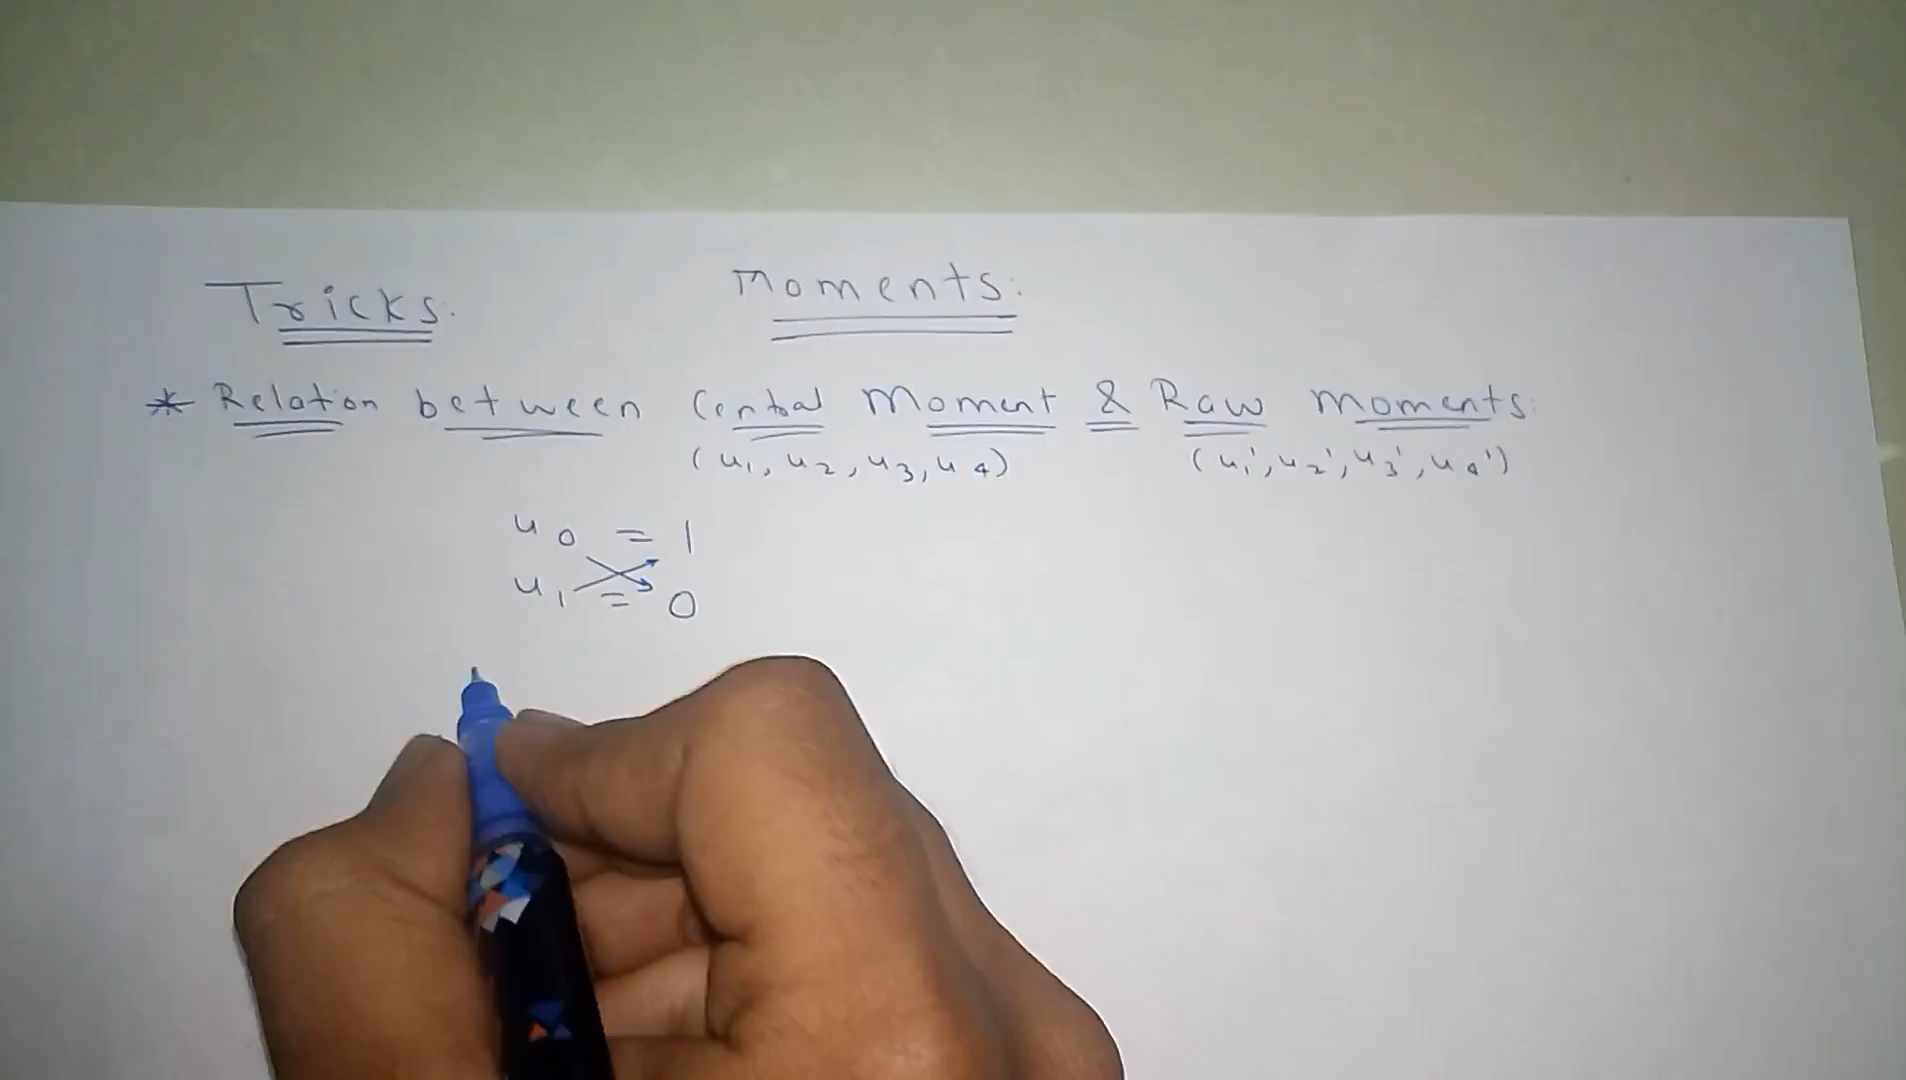 Tricks. Moments:
* Relation between Central Moment & Raw Moments:
(u₁, u₂, u₃, u₄) (u₁', u₂', u₃', u₄')
u₀ = 1
u₁ = 0